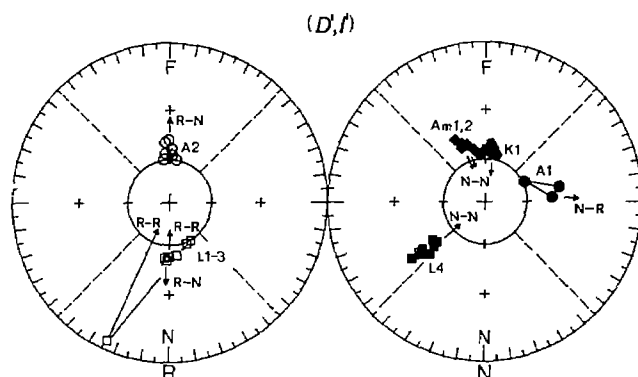 (D',I')
F
R-N
A2
R-R
R-R
L1-3
R-N
N
R
F
Am1,2
K1
N-N
A1
N-R
N-N
L4
N
N